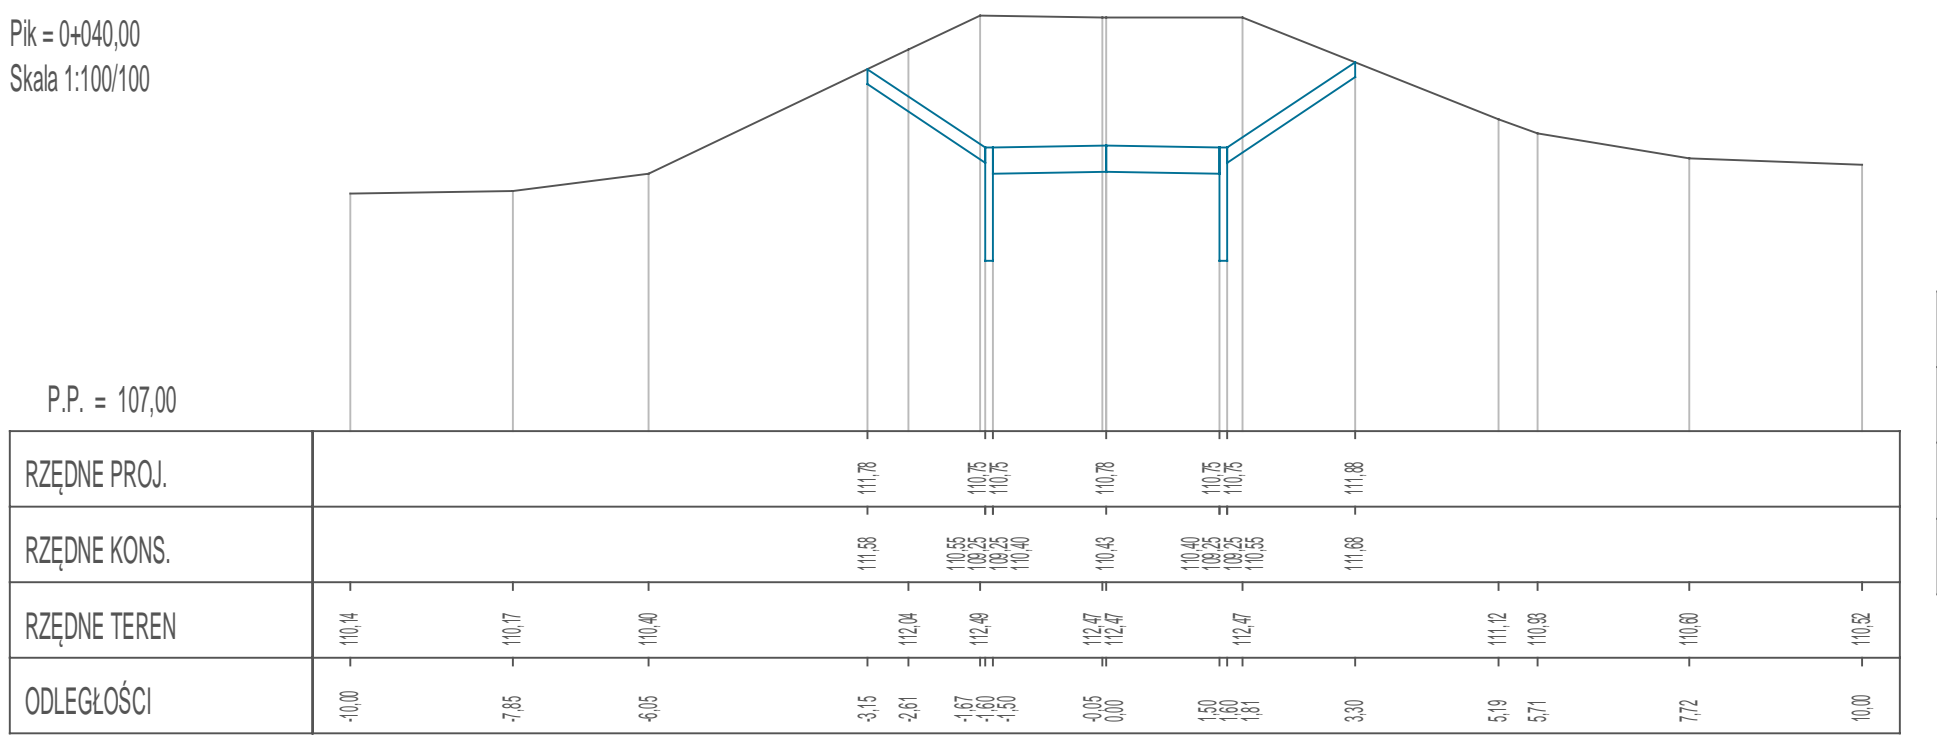 Pik = 0+040,00
Skala 1:100/100
P.P. = 107,00
RZĘDNE PROJ.
111,78 110,75 110,75 110,78 110,75 110,75 111,88
RZĘDNE KONS.
111,58 110,55 109,25 109,25 110,40 110,43 110,40 109,25 109,25 110,55 111,68
RZĘDNE TEREN
110,14 110,17 110,40 112,04 112,49 112,47 112,47 112,47 111,12 110,93 110,60 110,52
ODLEGŁOŚCI
-10,00 -7,85 -6,05 -3,15 -2,61 -1,67 -1,60 -1,50 -0,05 0,00 1,50 1,60 1,81 3,30 5,19 5,71 7,72 10,00